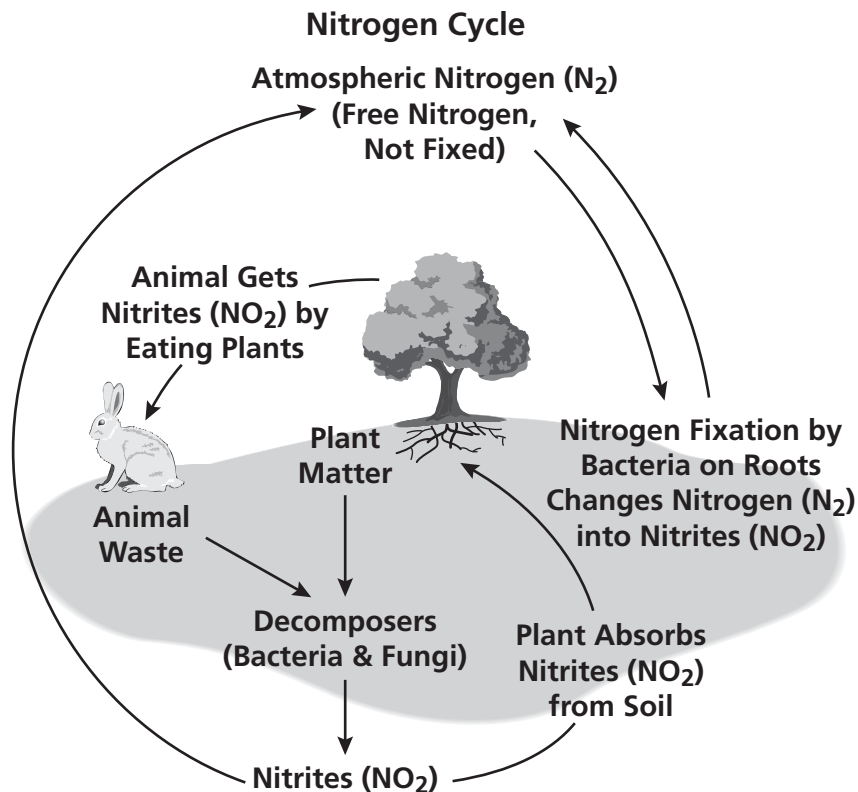 Nitrogen Cycle
Atmospheric Nitrogen (N₂)
(Free Nitrogen,
Not Fixed)
Animal Gets
Nitrites (NO₂) by
Eating Plants
Plant
Matter
Nitrogen Fixation by
Bacteria on Roots
Changes Nitrogen (N₂)
into Nitrites (NO₂)
Animal
Waste
Decomposers
(Bacteria & Fungi)
Plant Absorbs
Nitrites (NO₂)
from Soil
Nitrites (NO₂)